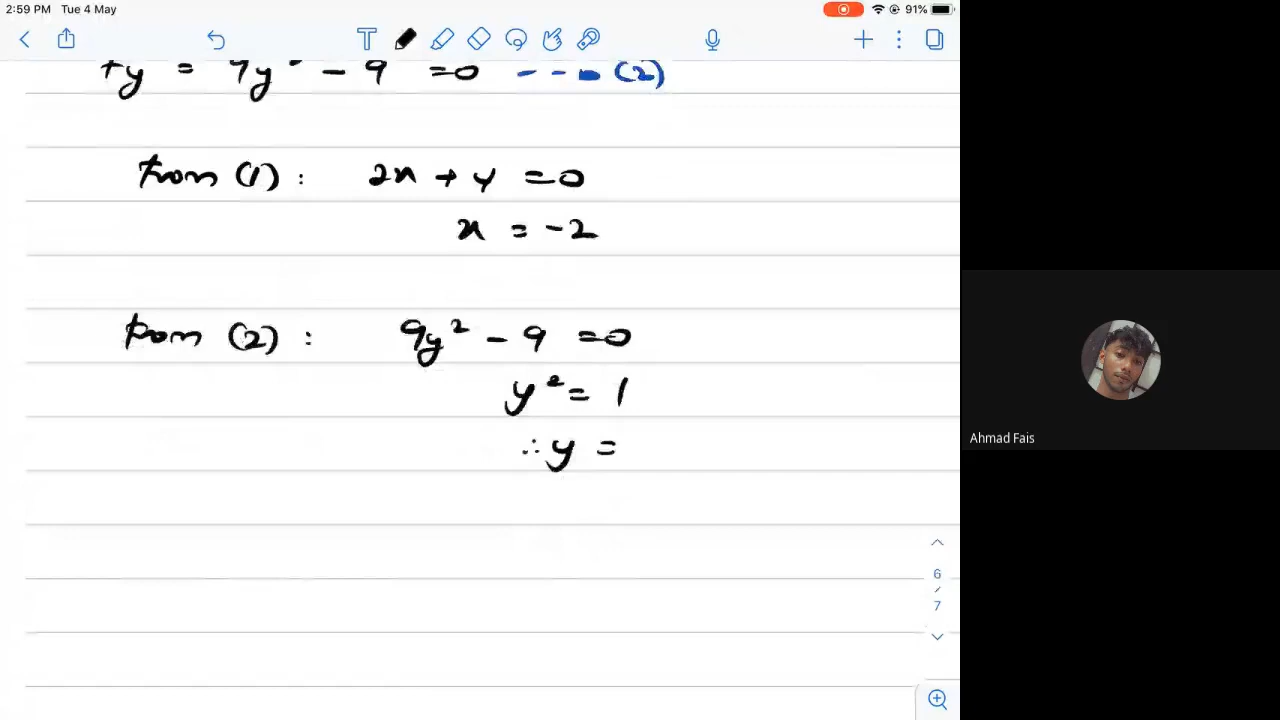 2:59 PM Tue 4 May 91%
fy = 9y² - 9 = 0 --- (2)
from (1) : 2x + y = 0
x = -2
from (2) : 9y² - 9 = 0
y² = 1
∴ y =
Ahmad Fais
6
7